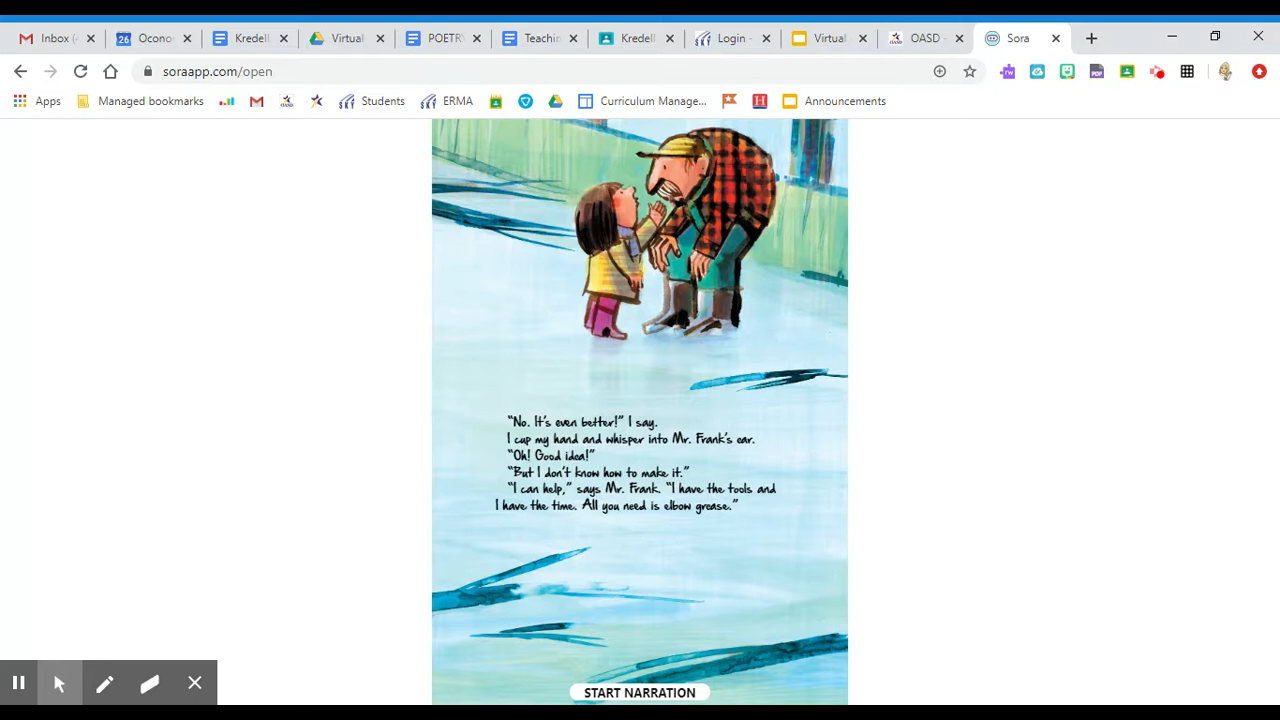 Inbox (
26
Ocono
Kredell
Virtual
POETRY
Teachin
Kredell
Login -
Virtual
OASD
Sora
soraapp.com/open
Apps
Managed bookmarks
Students
ERMA
Curriculum Manage...
Announcements
“No. It’s even better!” I say.
I cup my hand and whisper into Mr. Frank’s ear.
“Oh! Good idea!”
“But I don’t know how to make it.”
“I can help,” says Mr. Frank. “I have the tools and
I have the time. All you need is elbow grease.”
START NARRATION